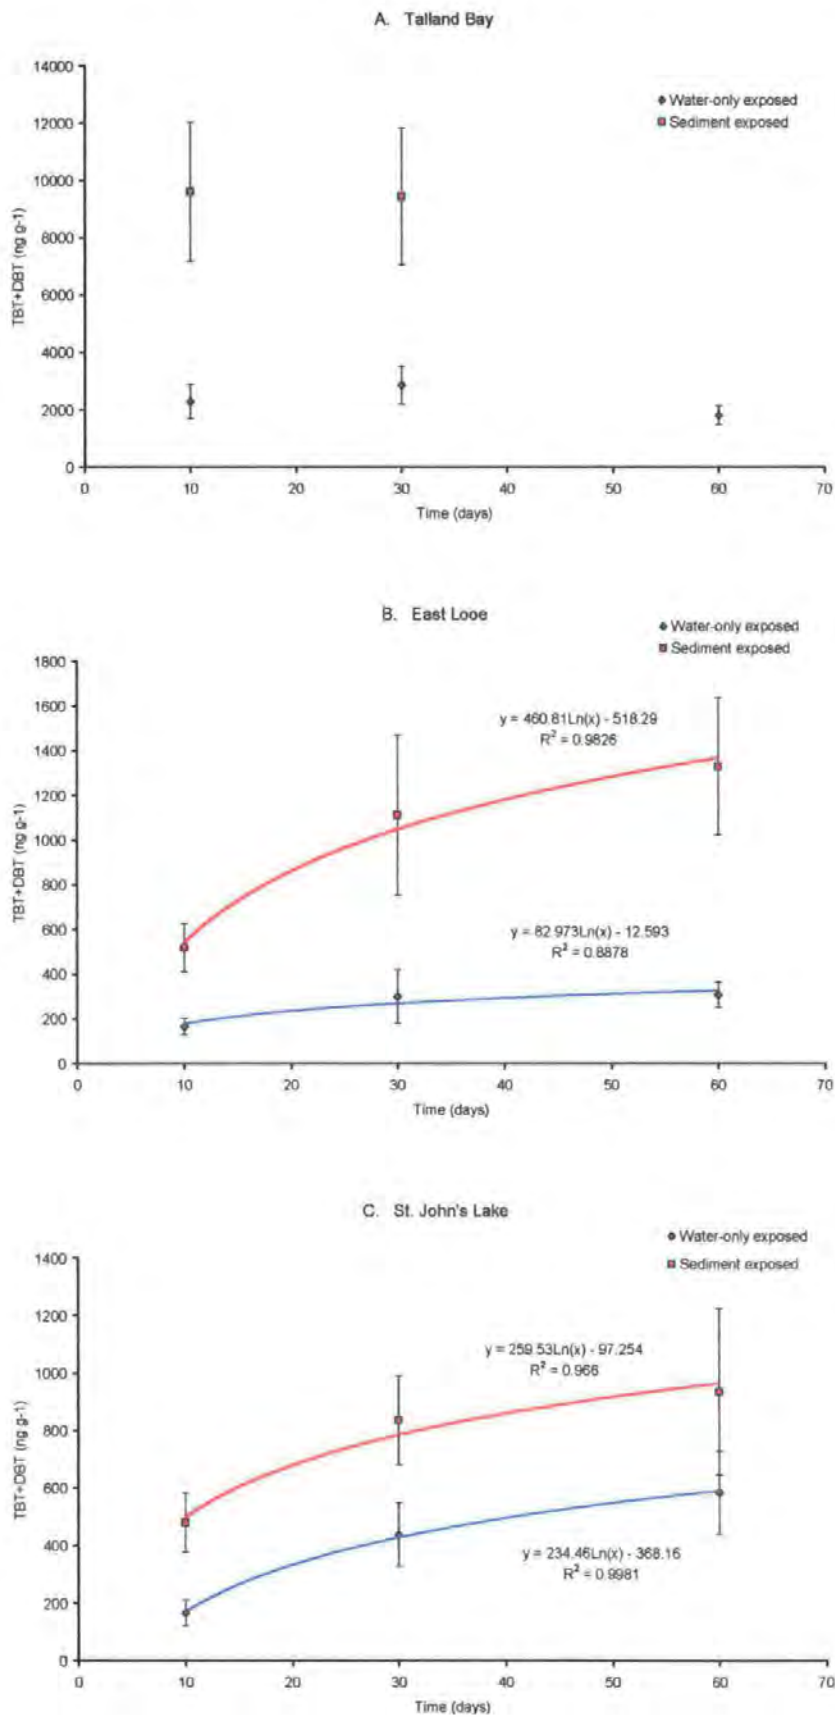 A. Talland Bay
14000
12000
10000
8000
6000
4000
2000
0
TBT+DBT (ng g-1)
Water-only exposed
Sediment exposed
0 10 20 30 40 50 60 70
Time (days)
B. East Looe
Water-only exposed
Sediment exposed
1800
1600
1400
1200
1000
800
600
400
200
0
TBT+DBT (ng g-1)
y = 460.81Ln(x) - 518.29
R² = 0.9826
y = 82.973Ln(x) - 12.593
R² = 0.8878
0 10 20 30 40 50 60 70
Time (days)
C. St. John's Lake
Water-only exposed
Sediment exposed
1400
1200
1000
800
600
400
200
0
TBT+DBT (ng g-1)
y = 259.53Ln(x) - 97.254
R² = 0.966
y = 234.46Ln(x) - 368.16
R² = 0.9981
0 10 20 30 40 50 60 70
Time (days)